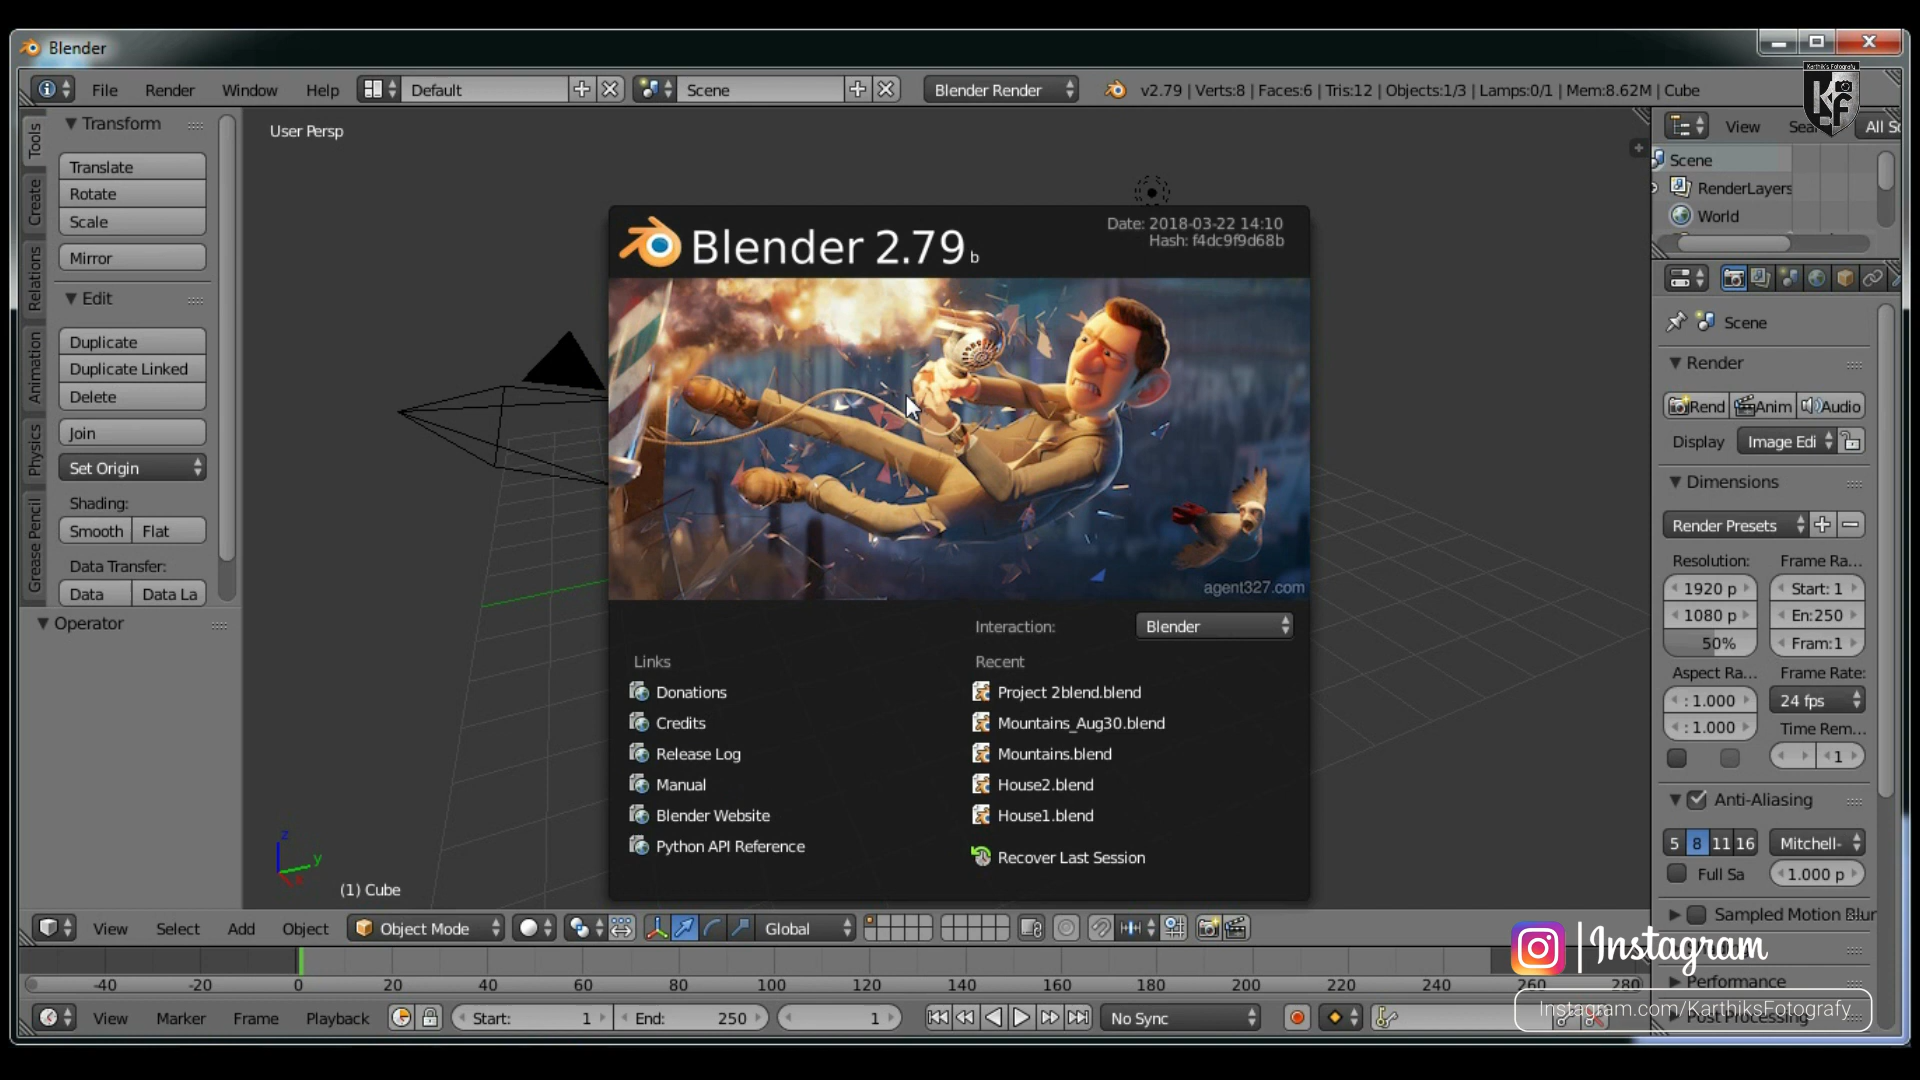 Blender
File Render Window Help Default Scene Blender Render v2.79 | Verts:8 | Faces:6 | Tris:12 | Objects:1/3 | Lamps:0/1 | Mem:8.62M | Cube
Karthik's Fotografy
KF
Tools
Create
Relations
Animation
Physics
Grease Pencil
Transform
Translate
Rotate
Scale
Mirror
Edit
Duplicate
Duplicate Linked
Delete
Join
Set Origin
Shading:
Smooth Flat
Data Transfer:
Data Data La
Operator
User Persp
Blender 2.79 b
Date: 2018-03-22 14:10
Hash: f4dc9f9d68b
agent327.com
Interaction: Blender
Links
Donations
Credits
Release Log
Manual
Blender Website
Python API Reference
Recent
Project 2blend.blend
Mountains_Aug30.blend
Mountains.blend
House2.blend
House1.blend
Recover Last Session
z
y
x
(1) Cube
View All Sc
Scene
RenderLayers
World
Scene
Render
Rend Anim Audio
Display Image Edi
Dimensions
Render Presets
Resolution: Frame Ra...
1920 p Start: 1
1080 p En:250
50% Fram:1
Aspect Ra... Frame Rate:
: 1.000 24 fps
: 1.000 Time Rem...
1
Anti-Aliasing
5 8 11 16 Mitchell-
Full Sa 1.000 p
Sampled Motion Blur
Performance
Post Processing
View Select Add Object Object Mode Global
-40 -20 0 20 40 60 80 100 120 140 160 180 200 220 240 260 280
View Marker Frame Playback Start: 1 End: 250 1 No Sync
| Instagram
Instagram.com/KarthiksFotografy